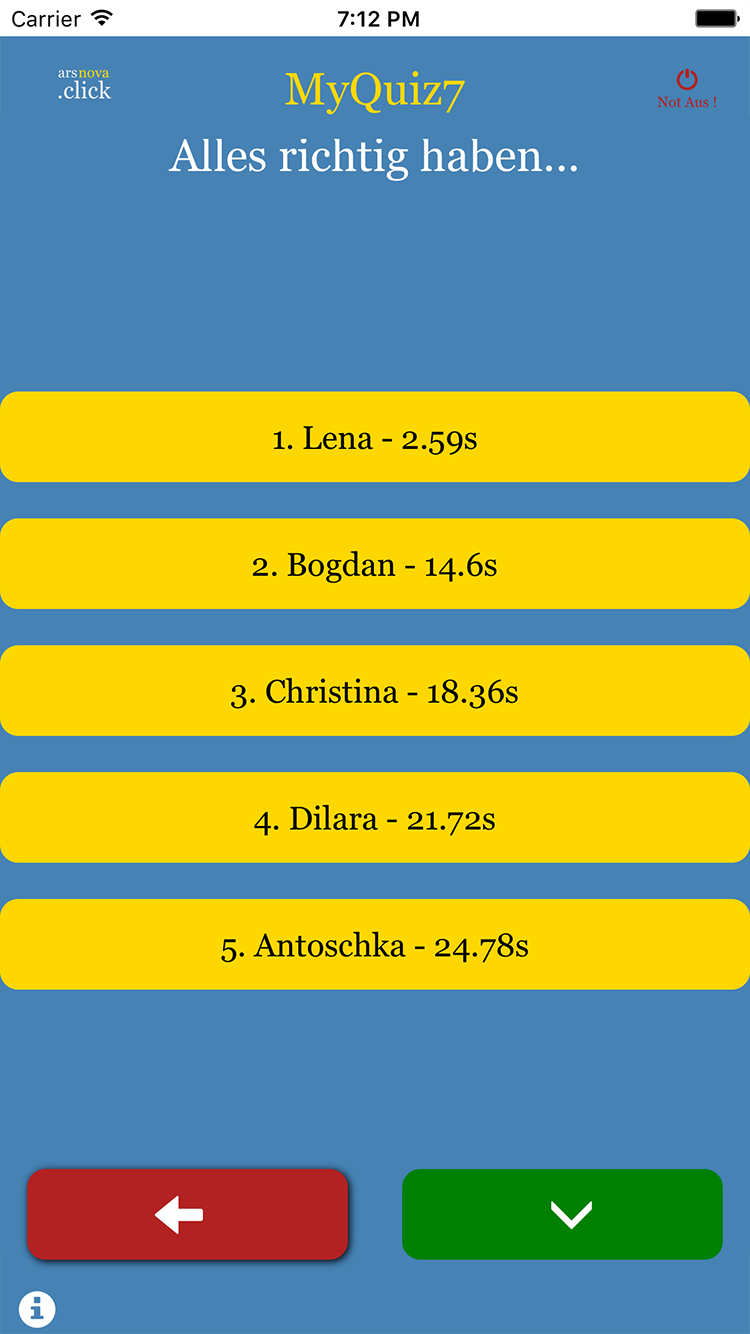 Carrier
7:12 PM
arsnova
.click
MyQuiz7
Not Aus !
Alles richtig haben...
1. Lena - 2.59s
2. Bogdan - 14.6s
3. Christina - 18.36s
4. Dilara - 21.72s
5. Antoschka - 24.78s